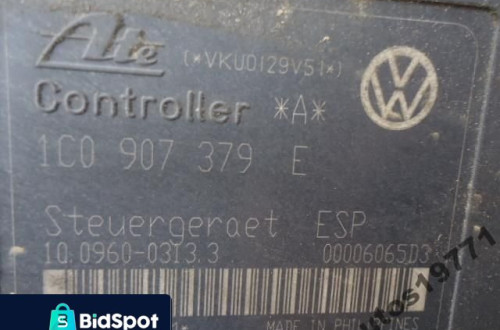 Ate (*VKU0129V51*)
Controller *A*
1C0 907 379 E
Steuergeraet ESP
10.0960-0313.3 00006065D3
MADE IN PHILIPPINES
BidSpot